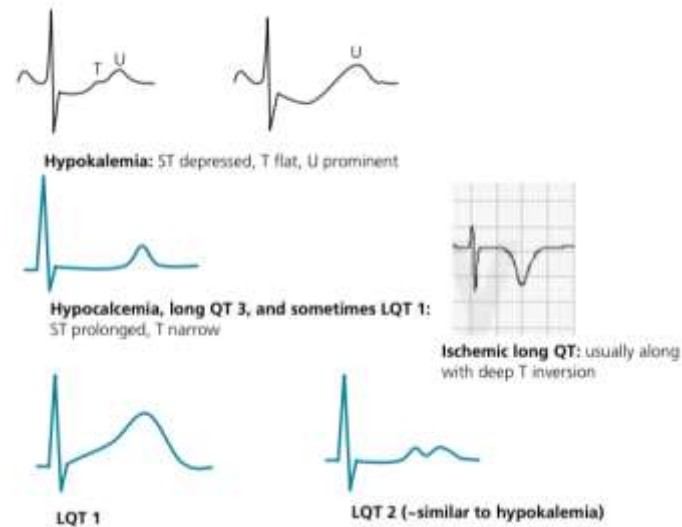 T U
U
Hypokalemia: ST depressed, T flat, U prominent
Hypocalcemia, long QT 3, and sometimes LQT 1:
ST prolonged, T narrow
Ischemic long QT: usually along
with deep T inversion
LQT 1
LQT 2 (~similar to hypokalemia)